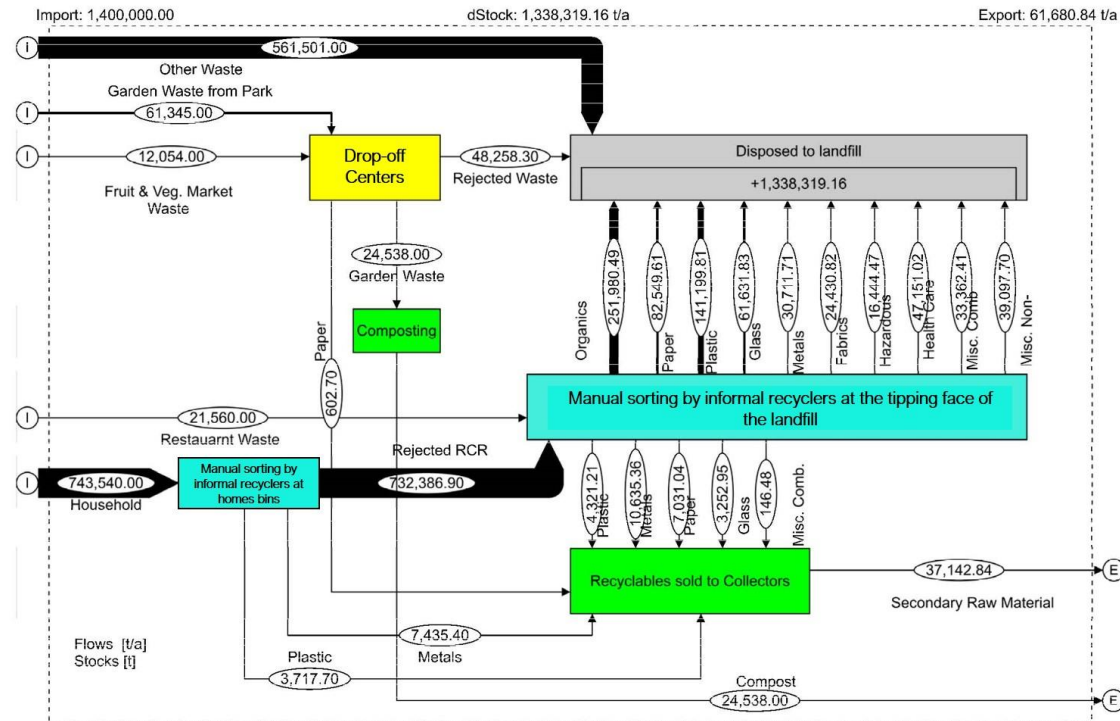 Import: 1,400,000.00
dStock: 1,338,319.16 t/a
Export: 61,680.84 t/a
I
561,501.00
Other Waste
Garden Waste from Park
I
61,345.00
I
12,054.00
Fruit & Veg. Market
Waste
Drop-off
Centers
48,258.30
Rejected Waste
Disposed to landfill
+1,338,319.16
24,538.00
Garden Waste
Composting
Paper
602.70
251,980.49
Organics
82,549.61
Paper
141,199.81
Plastic
61,631.83
Glass
30,711.71
Metals
24,430.82
Fabrics
16,444.47
Hazardous
47,151.02
Health Care
33,362.41
Misc. Comb
39,097.70
Misc. Non-
I
21,560.00
Restauarnt Waste
Manual sorting by informal recyclers at the tipping face of
the landfill
I
743,540.00
Household
Manual sorting by
informal recyclers at
homes bins
Rejected RCR
732,386.90
4,321.21
Plastic
10,635.36
Metals
7,031.04
Paper
3,252.95
Glass
146.48
Misc. Comb.
Recyclables sold to Collectors
37,142.84
E
Secondary Raw Material
7,435.40
Metals
Plastic
3,717.70
Flows [t/a]
Stocks [t]
Compost
24,538.00
E